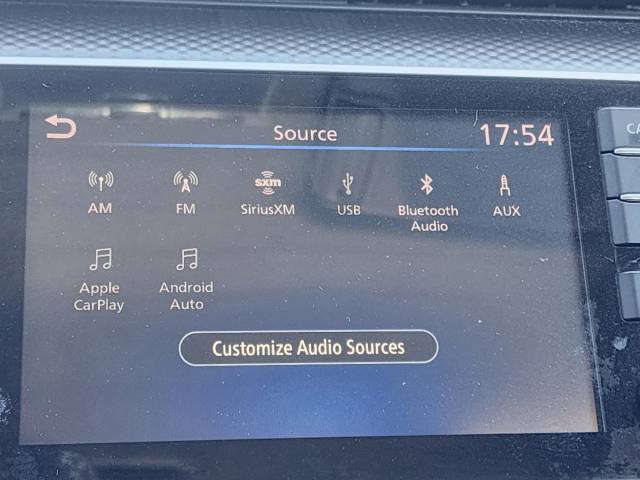 Source
17:54
AM
FM
sxm
SiriusXM
USB
Bluetooth
Audio
AUX
Apple
CarPlay
Android
Auto
Customize Audio Sources